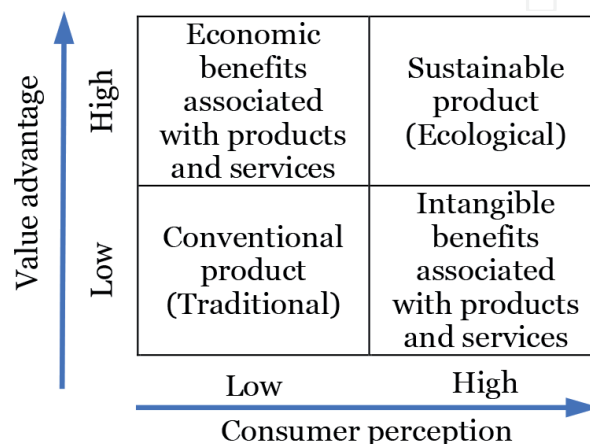 Value advantage
High
Low
Economic
benefits
associated
with products
and services
Sustainable
product
(Ecological)
Conventional
product
(Traditional)
Intangible
benefits
associated
with products
and services
Low
High
Consumer perception